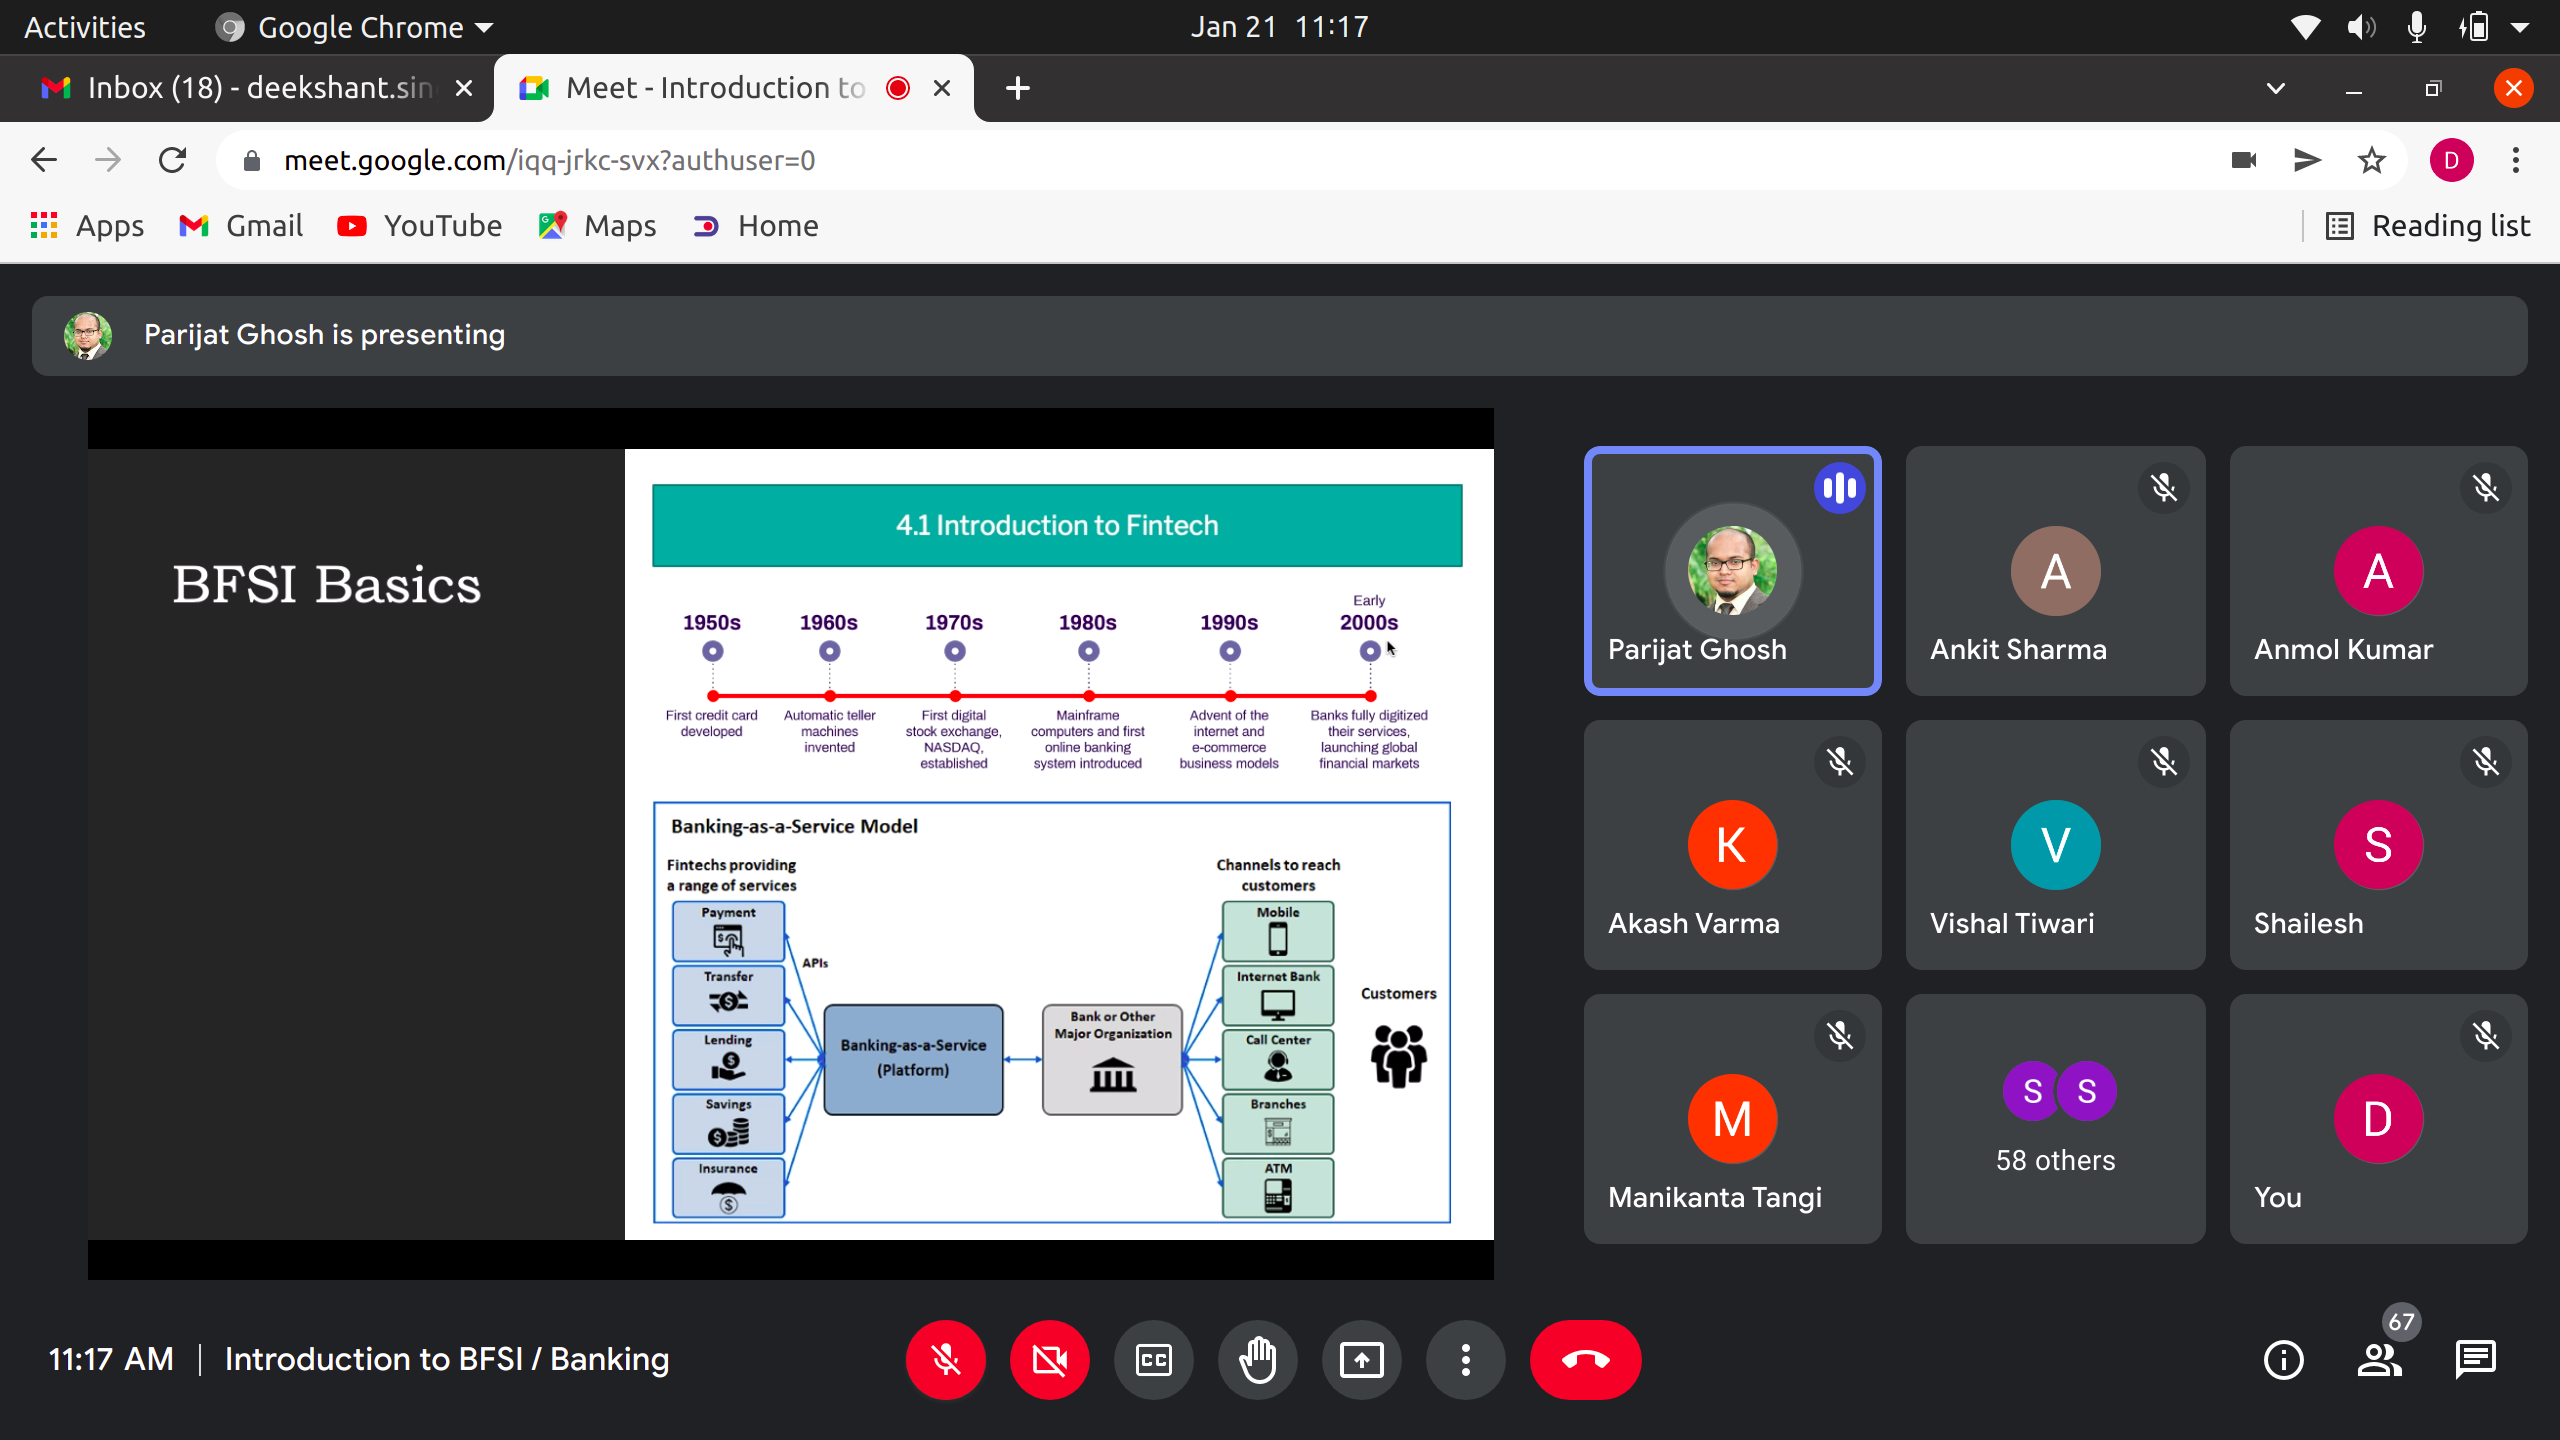 Activities
Google Chrome
Jan 21 11:17
Inbox (18) - deekshant.sin
Meet - Introduction to
meet.google.com/iqq-jrkc-svx?authuser=0
D
Apps
Gmail
YouTube
Maps
Home
Reading list
Parijat Ghosh is presenting
BFSI Basics
4.1 Introduction to Fintech
Early
1950s 1960s 1970s 1980s 1990s 2000s
First credit card
developed
Automatic teller
machines
invented
First digital
stock exchange,
NASDAQ,
established
Mainframe
computers and first
online banking
system introduced
Advent of the
internet and
e-commerce
business models
Banks fully digitized
their services,
launching global
financial markets
Banking-as-a-Service Model
Fintechs providing
a range of services
Payment
Transfer
Lending
Savings
Insurance
APIs
Banking-as-a-Service
(Platform)
Bank or Other
Major Organization
Channels to reach
customers
Mobile
Internet Bank
Call Center
Branches
ATM
Customers
Parijat Ghosh
A
Ankit Sharma
A
Anmol Kumar
K
Akash Varma
V
Vishal Tiwari
S
Shailesh
M
Manikanta Tangi
S S
58 others
D
You
11:17 AM | Introduction to BFSI / Banking
CC
67